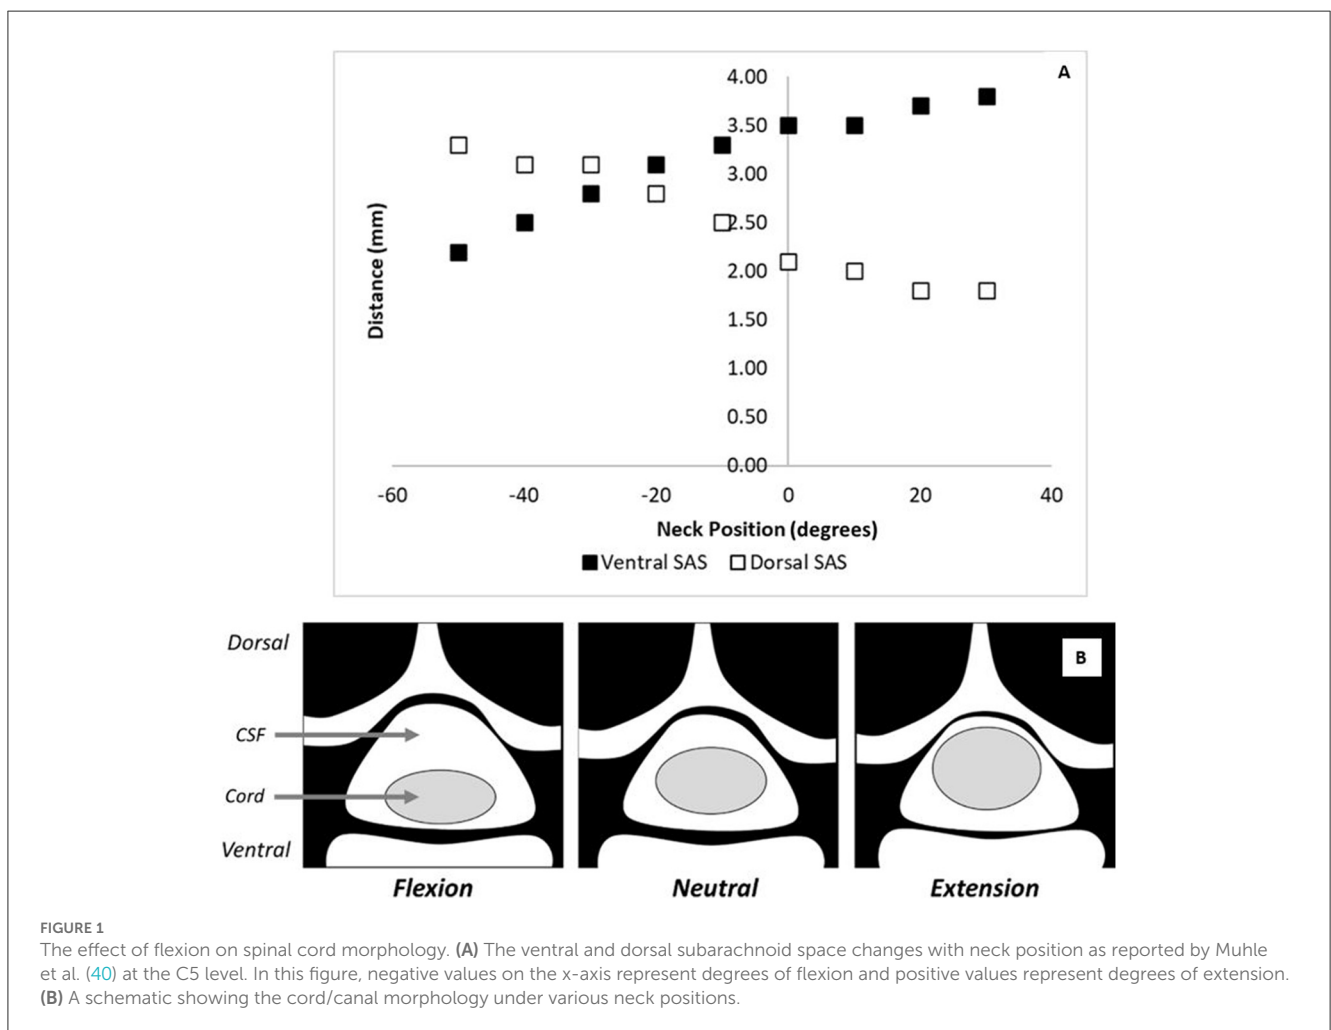 A
4.00
3.50
3.00
2.50
2.00
1.50
1.00
0.50
0.00
Distance (mm)
-60 -40 -20 0 20 40
Neck Position (degrees)
Ventral SAS Dorsal SAS
Dorsal
B
CSF
Cord
Ventral
Flexion Neutral Extension
FIGURE 1
The effect of flexion on spinal cord morphology. (A) The ventral and dorsal subarachnoid space changes with neck position as reported by Muhle
et al. (40) at the C5 level. In this figure, negative values on the x-axis represent degrees of flexion and positive values represent degrees of extension.
(B) A schematic showing the cord/canal morphology under various neck positions.